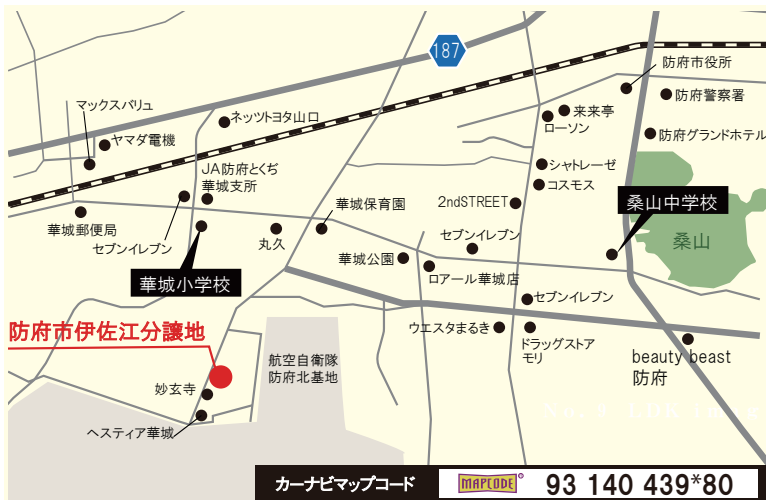 187
防府市役所
マックスバリュ
ネッツトヨタ山口
来来亭
防府警察署
ローソン
ヤマダ電機
防府グランドホテル
JA防府とくぢ
華城支所
シャトレーゼ
コスモス
2ndSTREET
桑山中学校
華城保育園
華城郵便局
セブンイレブン
丸久
セブンイレブン
桑山
華城公園
ロアール華城店
華城小学校
セブンイレブン
防府市伊佐江分譲地
ウエスタまるき
ドラッグストア
モリ
beauty beast
防府
航空自衛隊
防府北基地
妙玄寺
ヘスティア華城
カーナビマップコード
MAPCODE
93 140 439*80